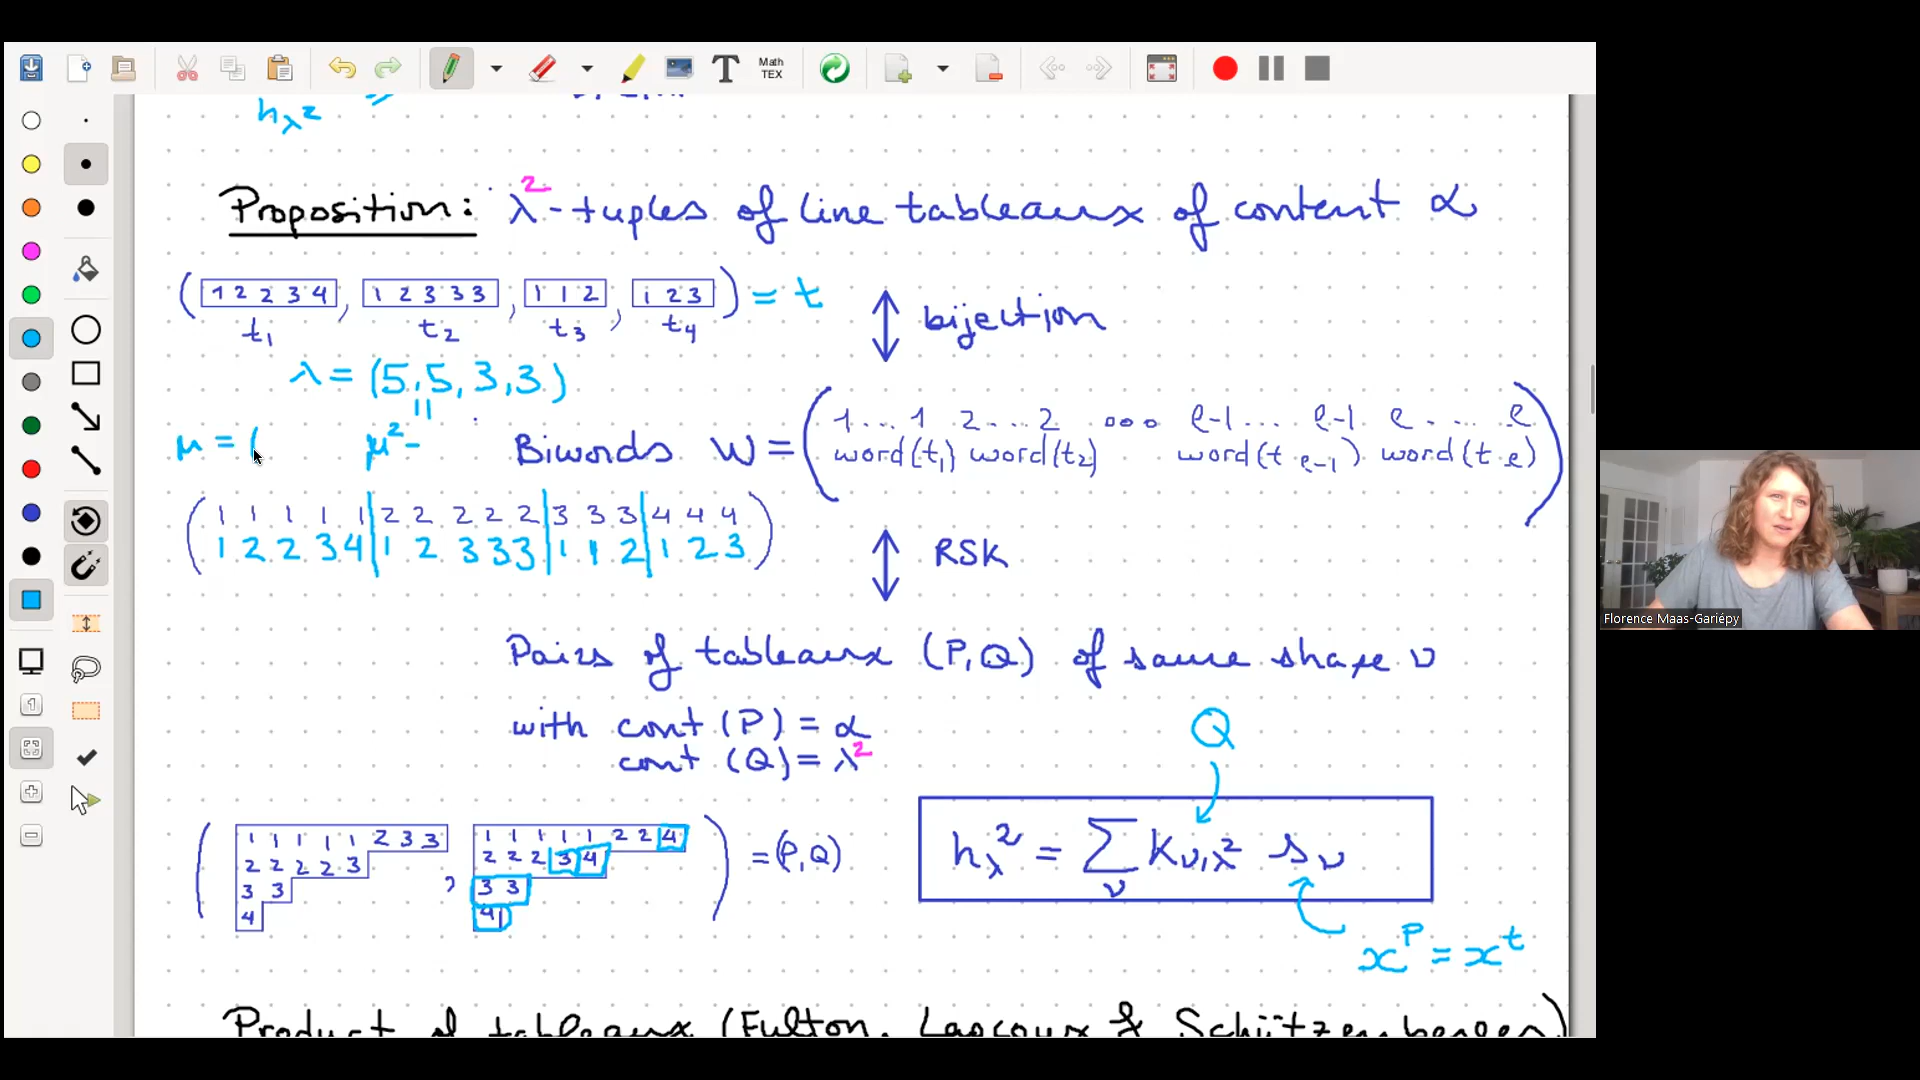 Math
TEX
h_λ²
Proposition: λ²-tuples of line tableaux of content α
( 1 2 2 3 4 , 1 2 3 3 3 , 1 1 2 , 1 2 3 ) = t
t₁ t₂ t₃ t₄
bijection
λ = (5,5,3,3)
μ = ( μ² =
Biwords W = ( 1...1 2...2 ∘∘∘ ℓ-1... ℓ-1 ℓ.... ℓ
word(t₁) word(t₂) word(t ℓ-1) word(t ℓ) )
( 1 1 1 1 1 | 2 2 2 2 2 | 3 3 3 | 4 4 4
1 2 2 3 4 | 1 2 3 3 3 | 1 1 2 | 1 2 3 )
RSK
Pairs of tableaux (P,Q) of same shape ν
with cont (P) = α
cont (Q) = λ²
( 1 1 1 1 1 2 3 3
2 2 2 2 3
3 3
4
,
1 1 1 1 1 2 2 4
2 2 2 3 4
3 3
4 ) = (P,Q)
Q
h_λ² = Σ_ν K_ν,λ² s_ν
x^P = x^t
Product of tableaux (Fulton, Lascoux & Schützenberger)
Florence Maas-Gariépy